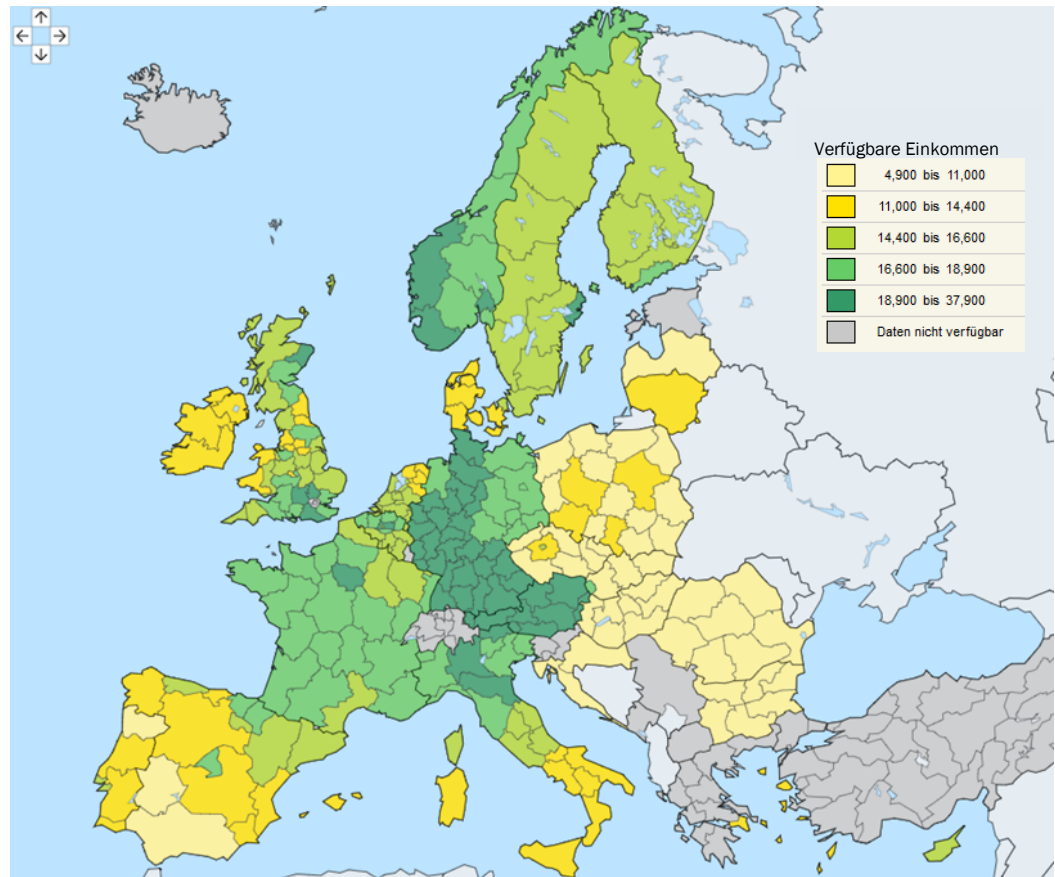 Verfügbare Einkommen
4,900 bis 11,000
11,000 bis 14,400
14,400 bis 16,600
16,600 bis 18,900
18,900 bis 37,900
Daten nicht verfügbar